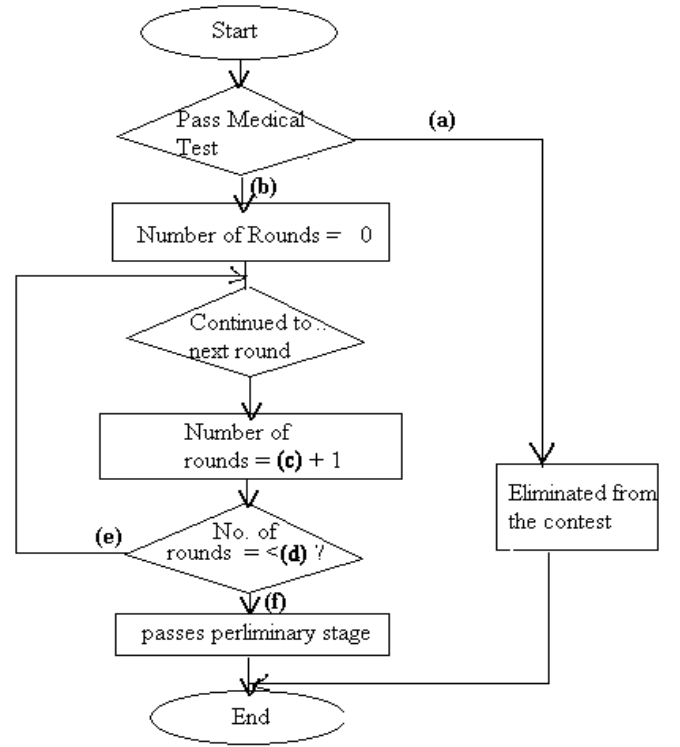 Start
Pass Medical
Test
(a)
(b)
Number of Rounds = 0
Continued to ..
next round
Number of
rounds = (c) + 1
(e)
No. of
rounds = <(d) ?
(f)
passes perliminary stage
Eliminated from
the contest
End